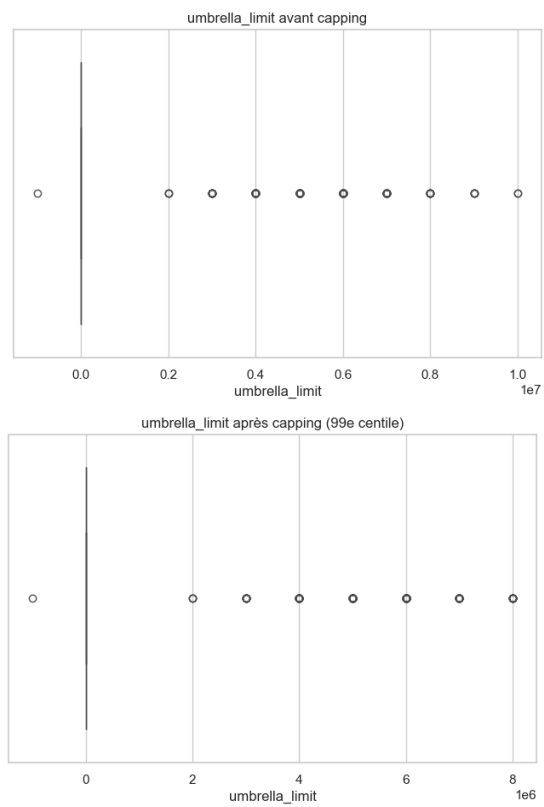 umbrella_limit avant capping
0.0 0.2 0.4 0.6 0.8 1.0
1e7
umbrella_limit
umbrella_limit après capping (99e centile)
0 2 4 6 8
1e6
umbrella_limit